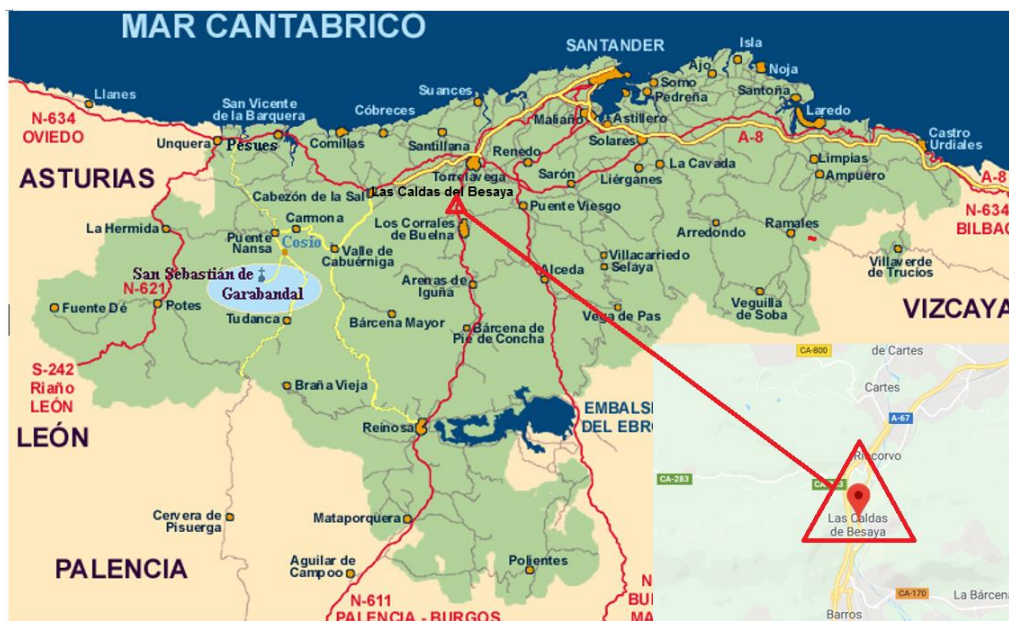 MAR CANTABRICO
SANTANDER
Isla
Ajo
Noja
Somo
Pedreña
Santoña
Laredo
Llanes
N-634
OVIEDO
San Vicente
de la Barquera
Unquera
Pesues
Comillas
Cóbreces
Suances
Santillana
Maliaño
Astillero
Solares
A-8
Castro
Urdiales
Renedo
Torrelavega
Sarón
La Cavada
Liérganes
Limpias
Ampuero
A-8
N-634
BILBAO
ASTURIAS
Cabezón de la Sal
Las Caldas del Besaya
Puente Viesgo
La Hermida
Carmona
Puente
Nansa
Cosío
Valle de
Cabuérniga
Los Corrales
de Buelna
Arredondo
Ramales
Villaverde
de Trucíos
San Sebastián de
Garabandal
N-621
Arenas de
Iguña
Alceda
Villacarriedo
Selaya
Fuente Dé
Potes
Tudanca
Bárcena Mayor
Bárcena de
Pié de Concha
Vega de Pas
Veguilla
de Soba
VIZCAYA
S-242
Riaño
LEÓN
Braña Vieja
LEÓN
Reinosa
EMBALSE
DEL EBRO
CA-800
de Cartes
Cartes
A-67
Riocorvo
CA-283
Las Caldas
de Besaya
CA-170
La Bárcena
Barros
Cervera de
Pisuerga
Mataporquera
PALENCIA
Aguilar de
Campoo
Polientes
N-611
PALENCIA - BURGOS
N
BU
MA